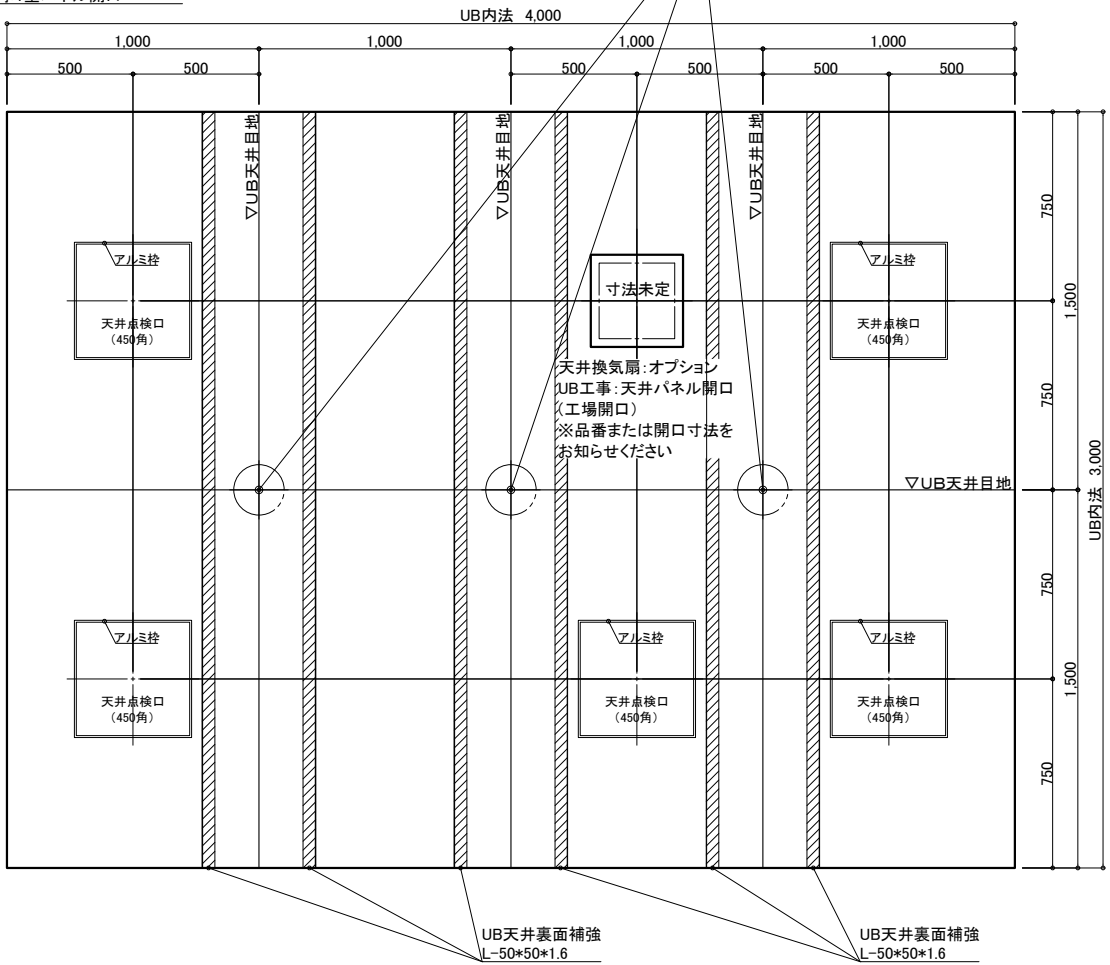 UB内法 4,000
1,000
1,000
1,000
1,000
500
500
500
500
500
500
▽UB天井目地
▽UB天井目地
▽UB天井目地
アルミ枠
天井点検口
(450角)
寸法未定
アルミ枠
天井点検口
(450角)
天井換気扇:オプション
UB工事:天井パネル開口
(工場開口)
※品番または開口寸法を
お知らせください
▽UB天井目地
750
750
1,500
UB内法 3,000
750
750
1,500
アルミ枠
天井点検口
(450角)
アルミ枠
天井点検口
(450角)
アルミ枠
天井点検口
(450角)
UB天井裏面補強
L-50*50*1.6
UB天井裏面補強
L-50*50*1.6